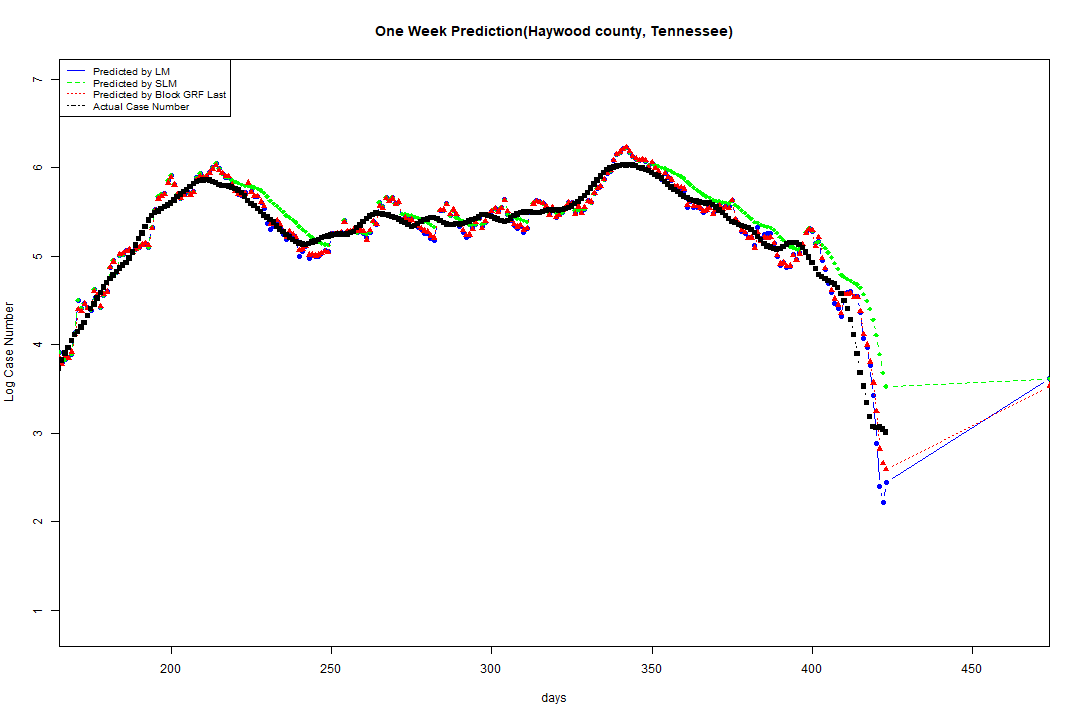 One Week Prediction(Haywood county, Tennessee)
Predicted by LM
Predicted by SLM
Predicted by Block GRF Last
Actual Case Number
7
6
5
4
3
2
1
Log Case Number
200 250 300 350 400 450
days